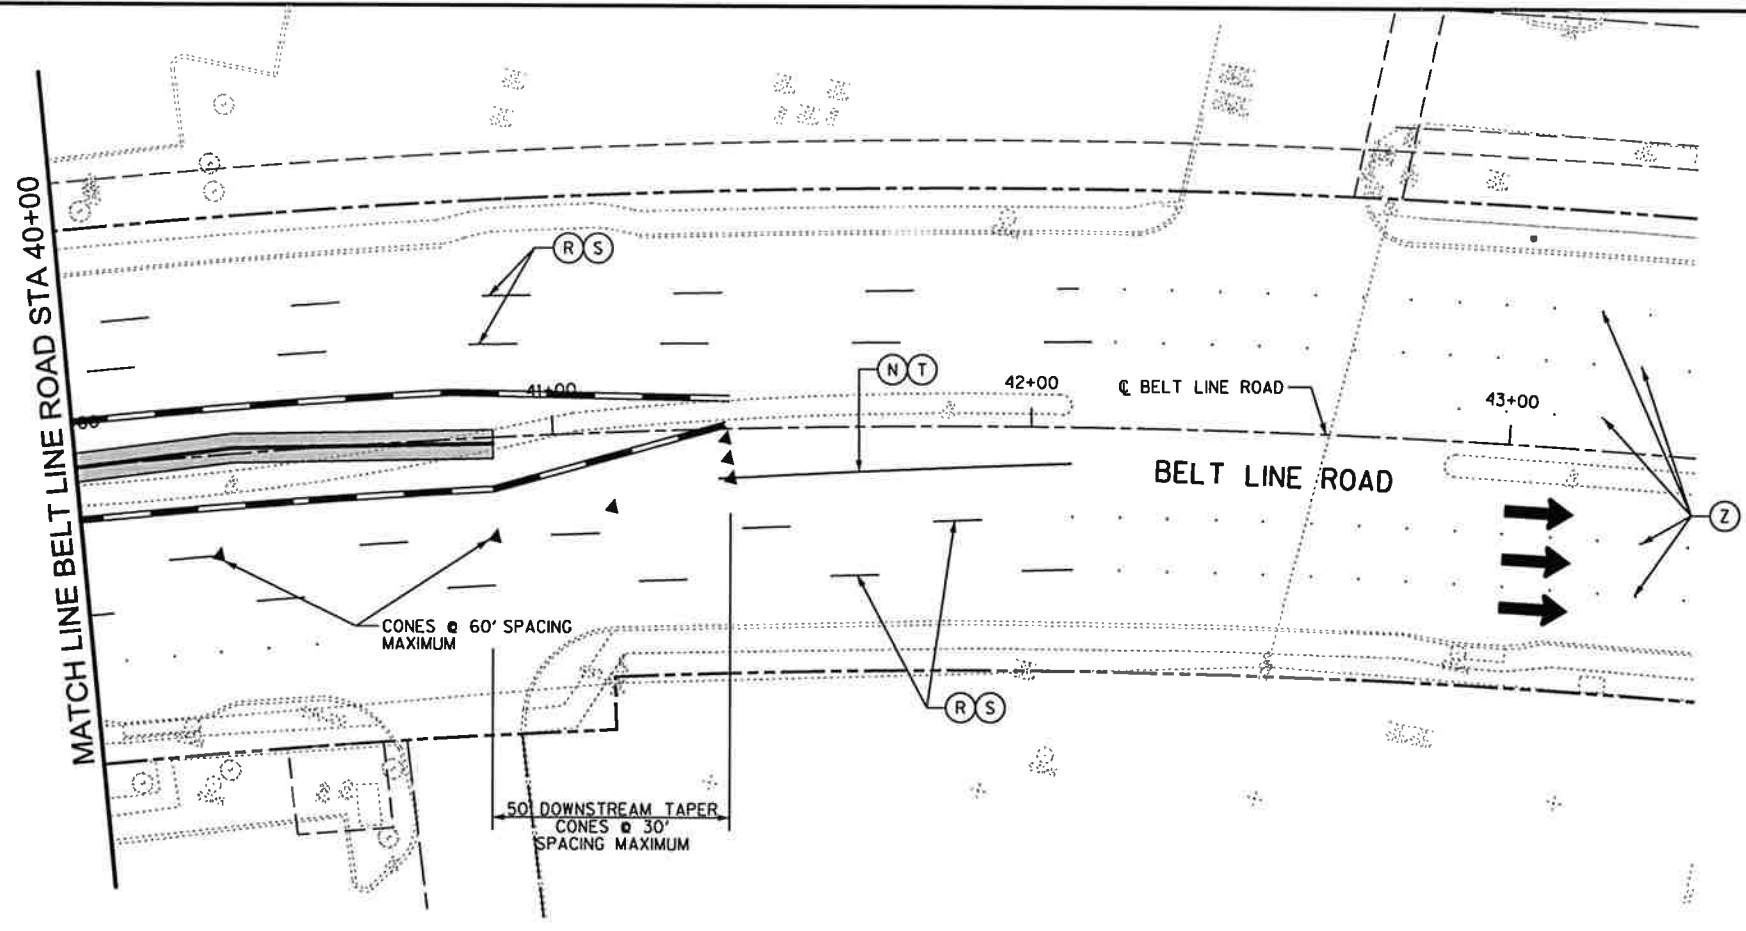 MATCH LINE BELT LINE ROAD STA 40+00
R S
N T
41+00
42+00
℄ BELT LINE ROAD
43+00
BELT LINE ROAD
Z
CONES @ 60' SPACING
MAXIMUM
R S
50' DOWNSTREAM TAPER
CONES @ 30'
SPACING MAXIMUM